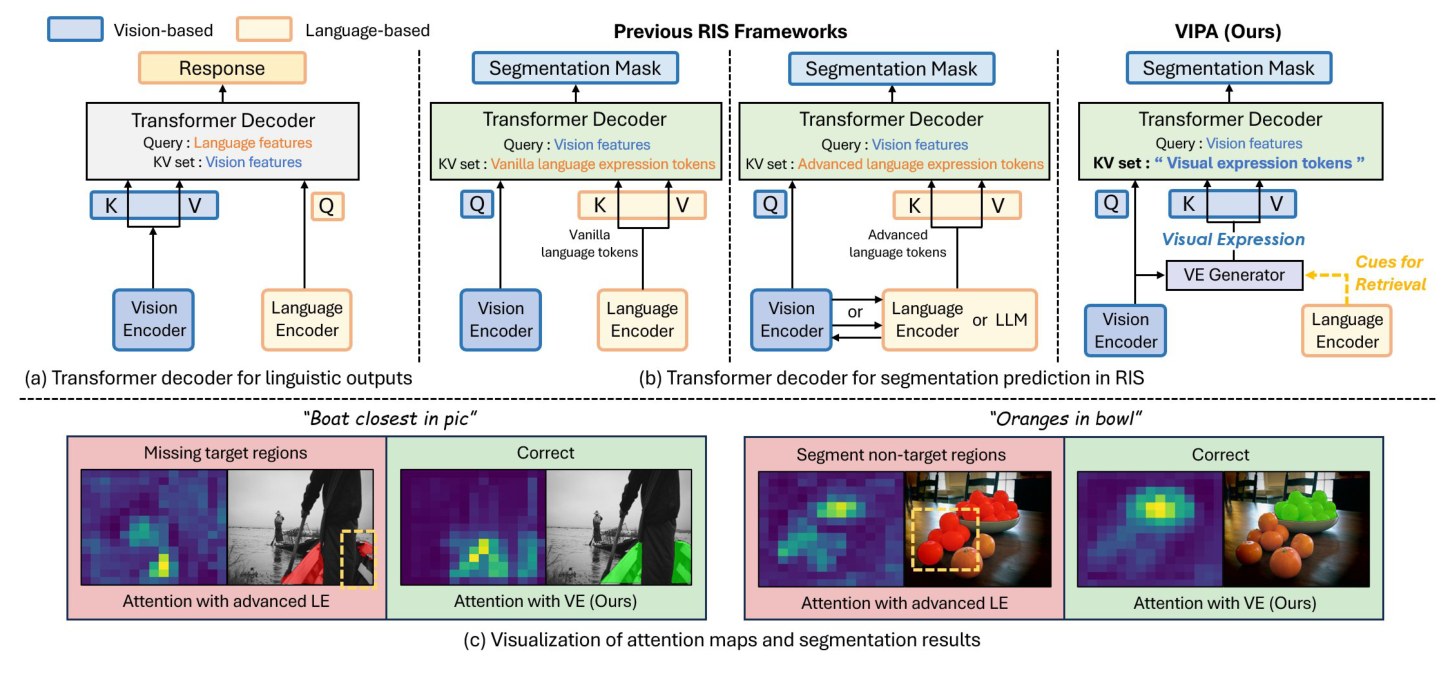 Vision-based
Language-based
Previous RIS Frameworks
VIPA (Ours)
Response
Transformer Decoder
Query : Language features
KV set : Vision features
K
V
Q
Vision
Encoder
Language
Encoder
(a) Transformer decoder for linguistic outputs
Segmentation Mask
Transformer Decoder
Query : Vision features
KV set : Vanilla language expression tokens
Q
K
V
Vanilla
language tokens
Vision
Encoder
Language
Encoder
Segmentation Mask
Transformer Decoder
Query : Vision features
KV set : Advanced language expression tokens
Q
K
V
Advanced
language tokens
Vision
Encoder
or
Language
Encoder
or LLM
(b) Transformer decoder for segmentation prediction in RIS
Segmentation Mask
Transformer Decoder
Query : Vision features
KV set : “ Visual expression tokens ”
Q
K
V
Visual Expression
VE Generator
Cues for
Retrieval
Vision
Encoder
Language
Encoder
“Boat closest in pic”
Missing target regions
Correct
Attention with advanced LE
Attention with VE (Ours)
“Oranges in bowl”
Segment non-target regions
Correct
Attention with advanced LE
Attention with VE (Ours)
(c) Visualization of attention maps and segmentation results